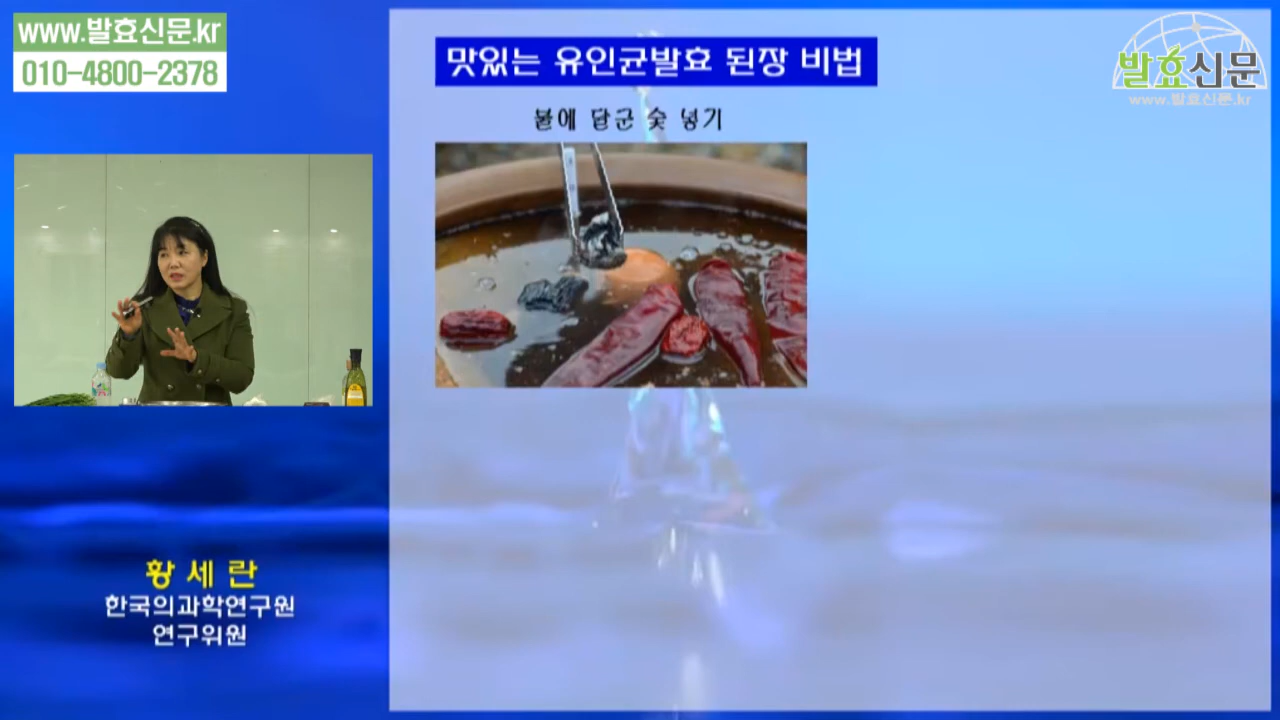 www.발효신문.kr
010-4800-2378
맛있는 유인균발효 된장 비법
발효신문
www.발효신문.kr
불에 달군 숯 넣기
황세란
한국의과학연구원
연구위원